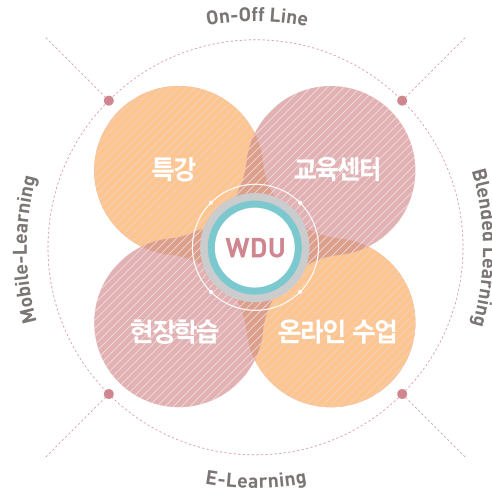 On-Off Line
특강
교육센터
Mobile-Learning
WDU
Blended Learning
현장학습
온라인 수업
E-Learning